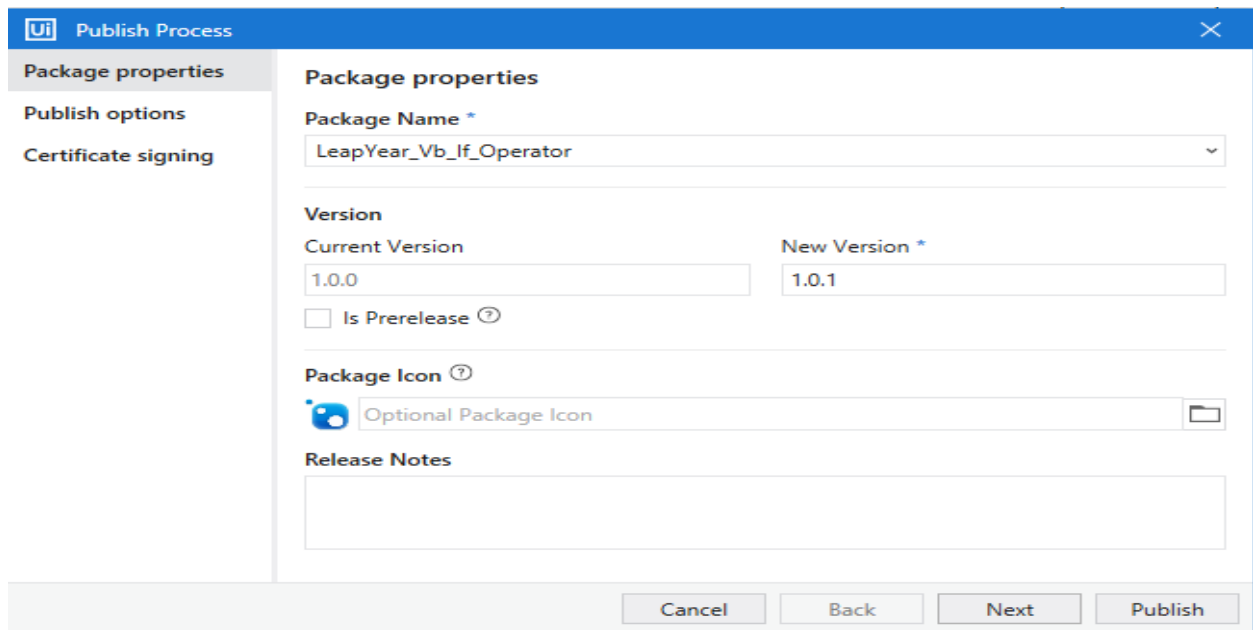 Ui Publish Process
Package properties
Publish options
Certificate signing
Package properties
Package Name *
LeapYear_Vb_If_Operator
Version
Current Version New Version *
1.0.0 1.0.1
Is Prerelease ?
Package Icon ?
Optional Package Icon
Release Notes
Cancel Back Next Publish